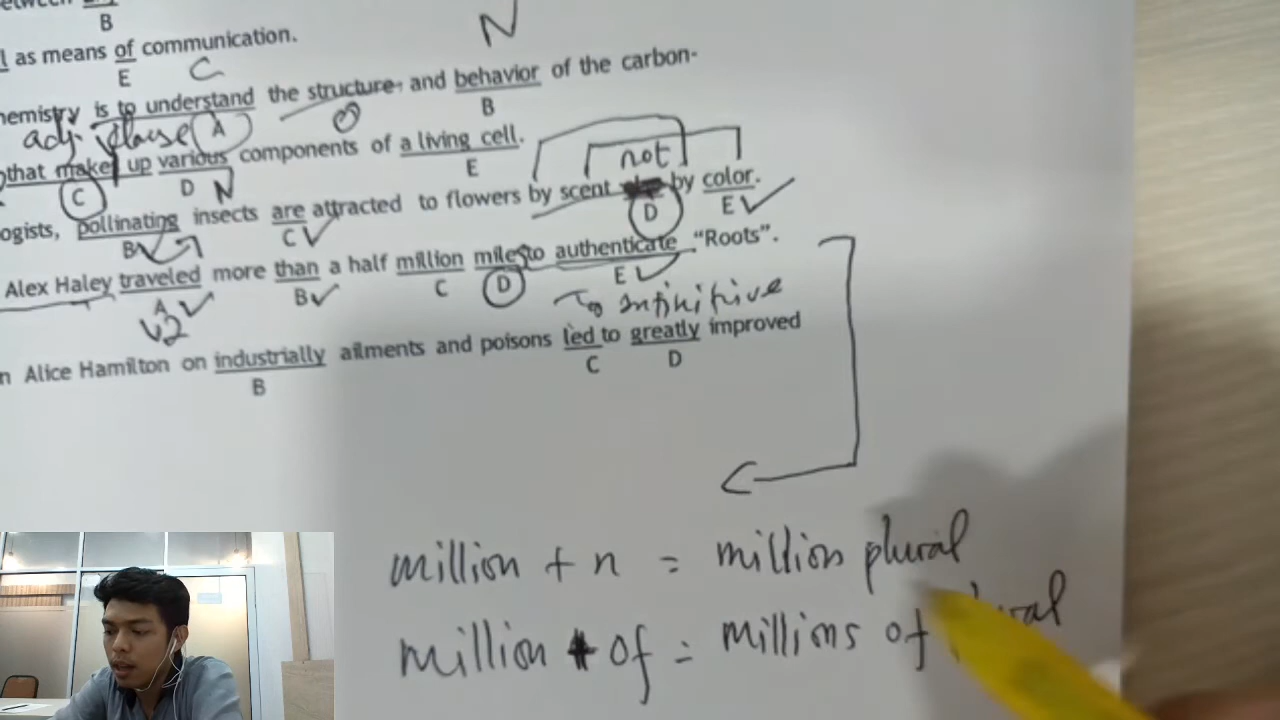 B
N
l as means of communication.
E
C
hemistry is to understand the structure and behavior of the carbon-
adj. clause A
B
that make up various components of a living cell.
not
C
D
N
E
ogists, pollinating insects are attracted to flowers by scent by color.
B
C
D
E
Alex Haley traveled more than a half million miles to authenticate "Roots".
A
B
C
D
E
To infinitive
V2
n Alice Hamilton on industrially ailments and poisons led to greatly improved
B
C
D
million + n = million plural
million of = millions of